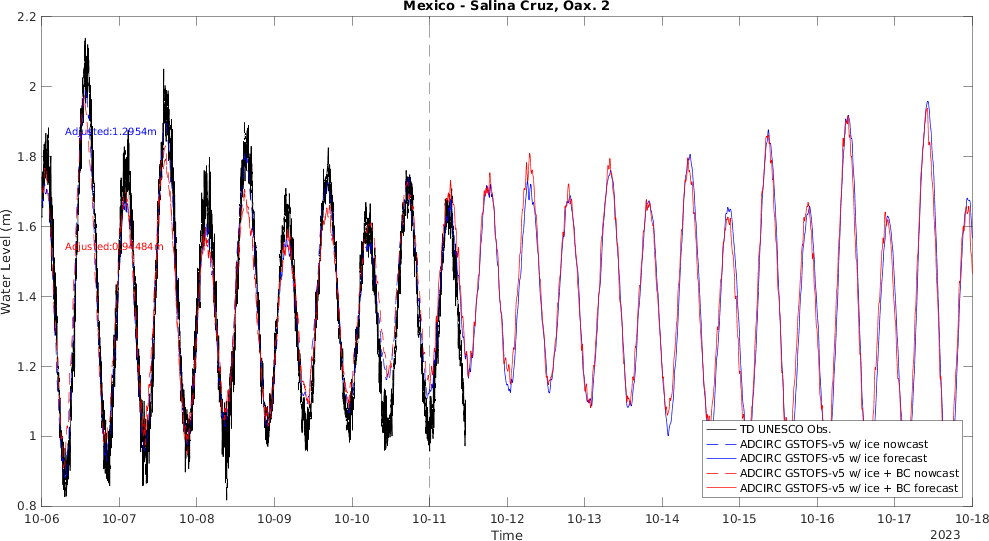 Mexico - Salina Cruz, Oax. 2
2.2
2
1.8
1.6
1.4
1.2
1
0.8
Water Level (m)
Adjusted:1.2954m
Adjusted:0.94484m
TD UNESCO Obs.
ADCIRC GSTOFS-v5 w/ ice nowcast
ADCIRC GSTOFS-v5 w/ ice forecast
ADCIRC GSTOFS-v5 w/ ice + BC nowcast
ADCIRC GSTOFS-v5 w/ ice + BC forecast
10-06 10-07 10-08 10-09 10-10 10-11 10-12 10-13 10-14 10-15 10-16 10-17 10-18
Time
2023